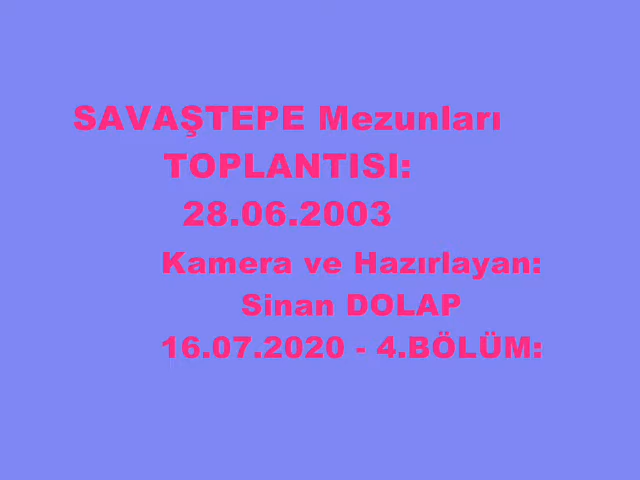 SAVAŞTEPE Mezunları
TOPLANTISI:
28.06.2003
Kamera ve Hazırlayan:
Sinan DOLAP
16.07.2020 - 4.BÖLÜM: